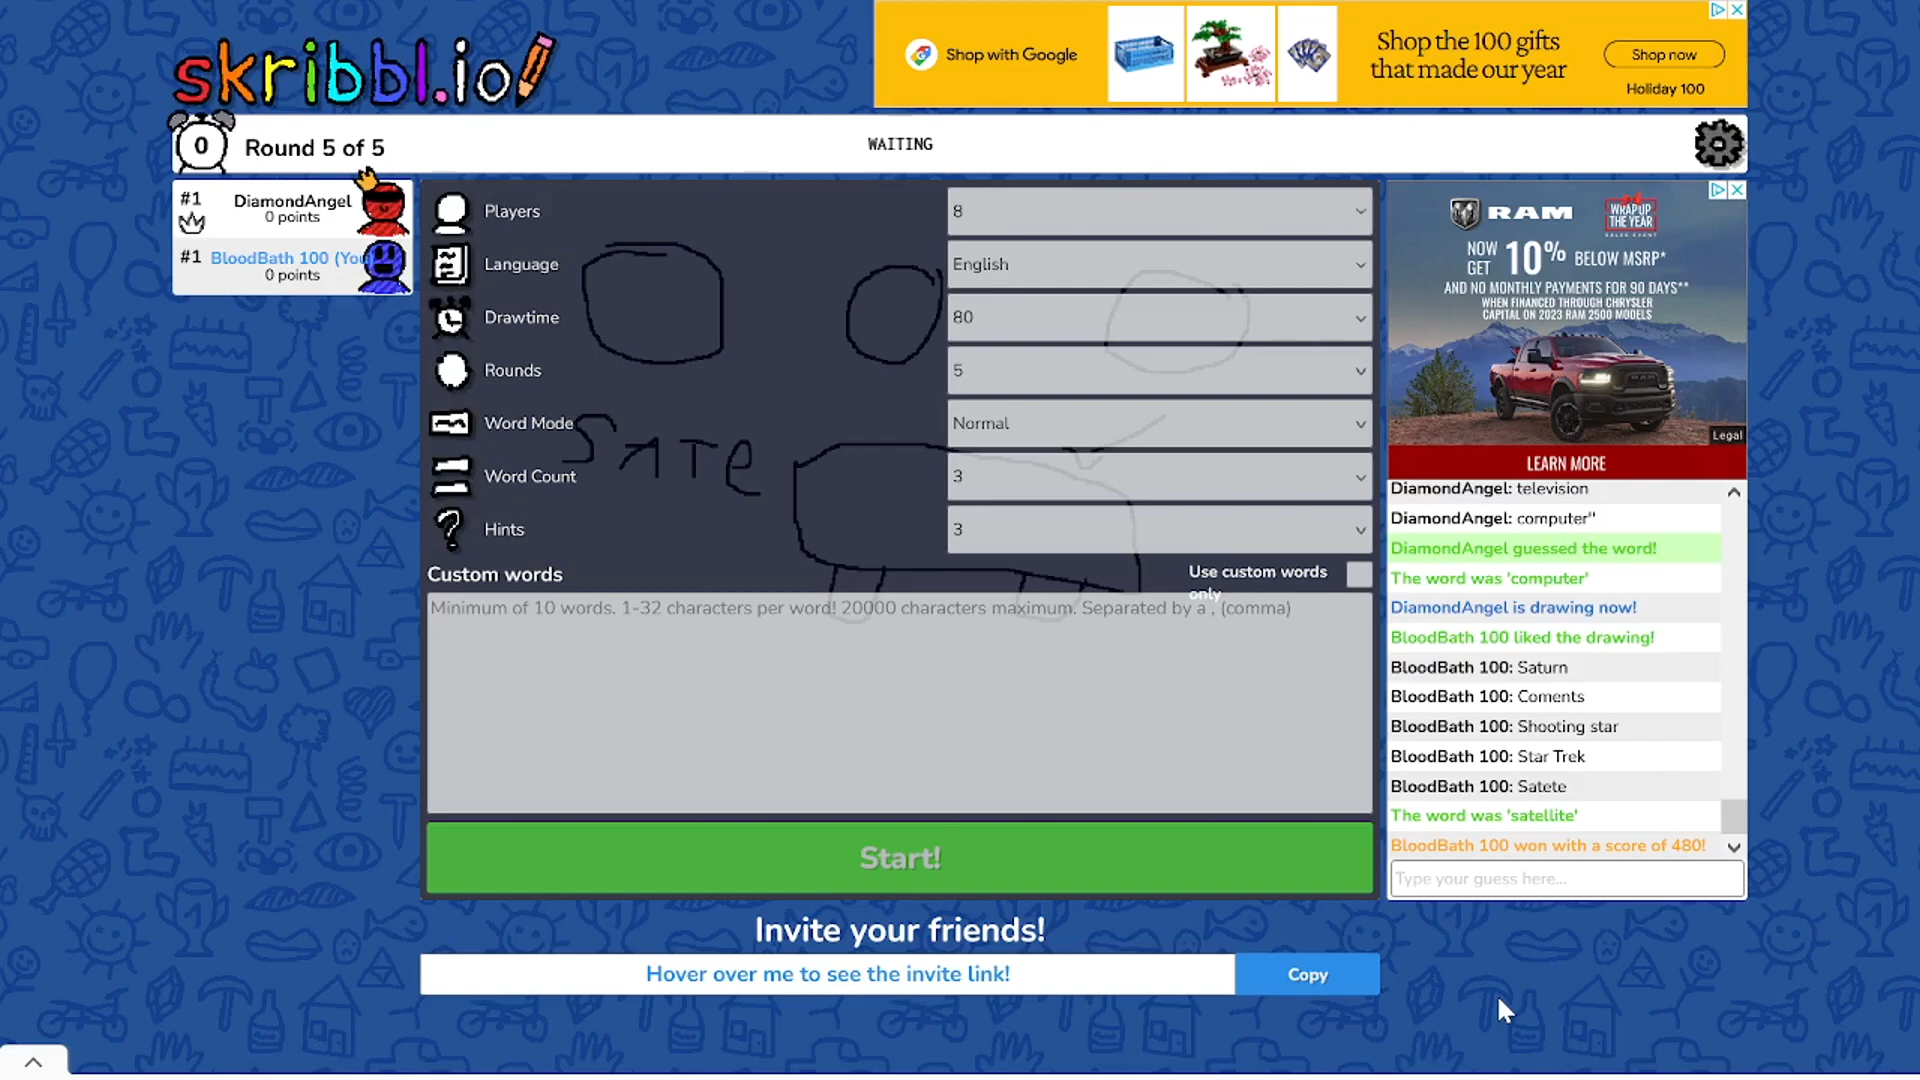 skribbl.io
Shop with Google
Shop the 100 gifts
that made our year
Shop now
Holiday 100
0
Round 5 of 5
WAITING
#1
DiamondAngel
0 points
#1 BloodBath 100 (You
0 points
Players
8
Language
English
Drawtime
80
Rounds
5
Word Mode
Normal
Word Count
3
Hints
3
SATe
Custom words
Use custom words
only
Minimum of 10 words. 1-32 characters per word! 20000 characters maximum. Separated by a , (comma)
Start!
Invite your friends!
Hover over me to see the invite link!
Copy
RAM
WRAP UP
THE YEAR
SALES EVENT
NOW
GET 10% BELOW MSRP*
AND NO MONTHLY PAYMENTS FOR 90 DAYS**
WHEN FINANCED THROUGH CHRYSLER
CAPITAL ON 2023 RAM 2500 MODELS
Legal
LEARN MORE
DiamondAngel: television
DiamondAngel: computer"
DiamondAngel guessed the word!
The word was 'computer'
DiamondAngel is drawing now!
BloodBath 100 liked the drawing!
BloodBath 100: Saturn
BloodBath 100: Coments
BloodBath 100: Shooting star
BloodBath 100: Star Trek
BloodBath 100: Satete
The word was 'satellite'
BloodBath 100 won with a score of 480!
Type your guess here...